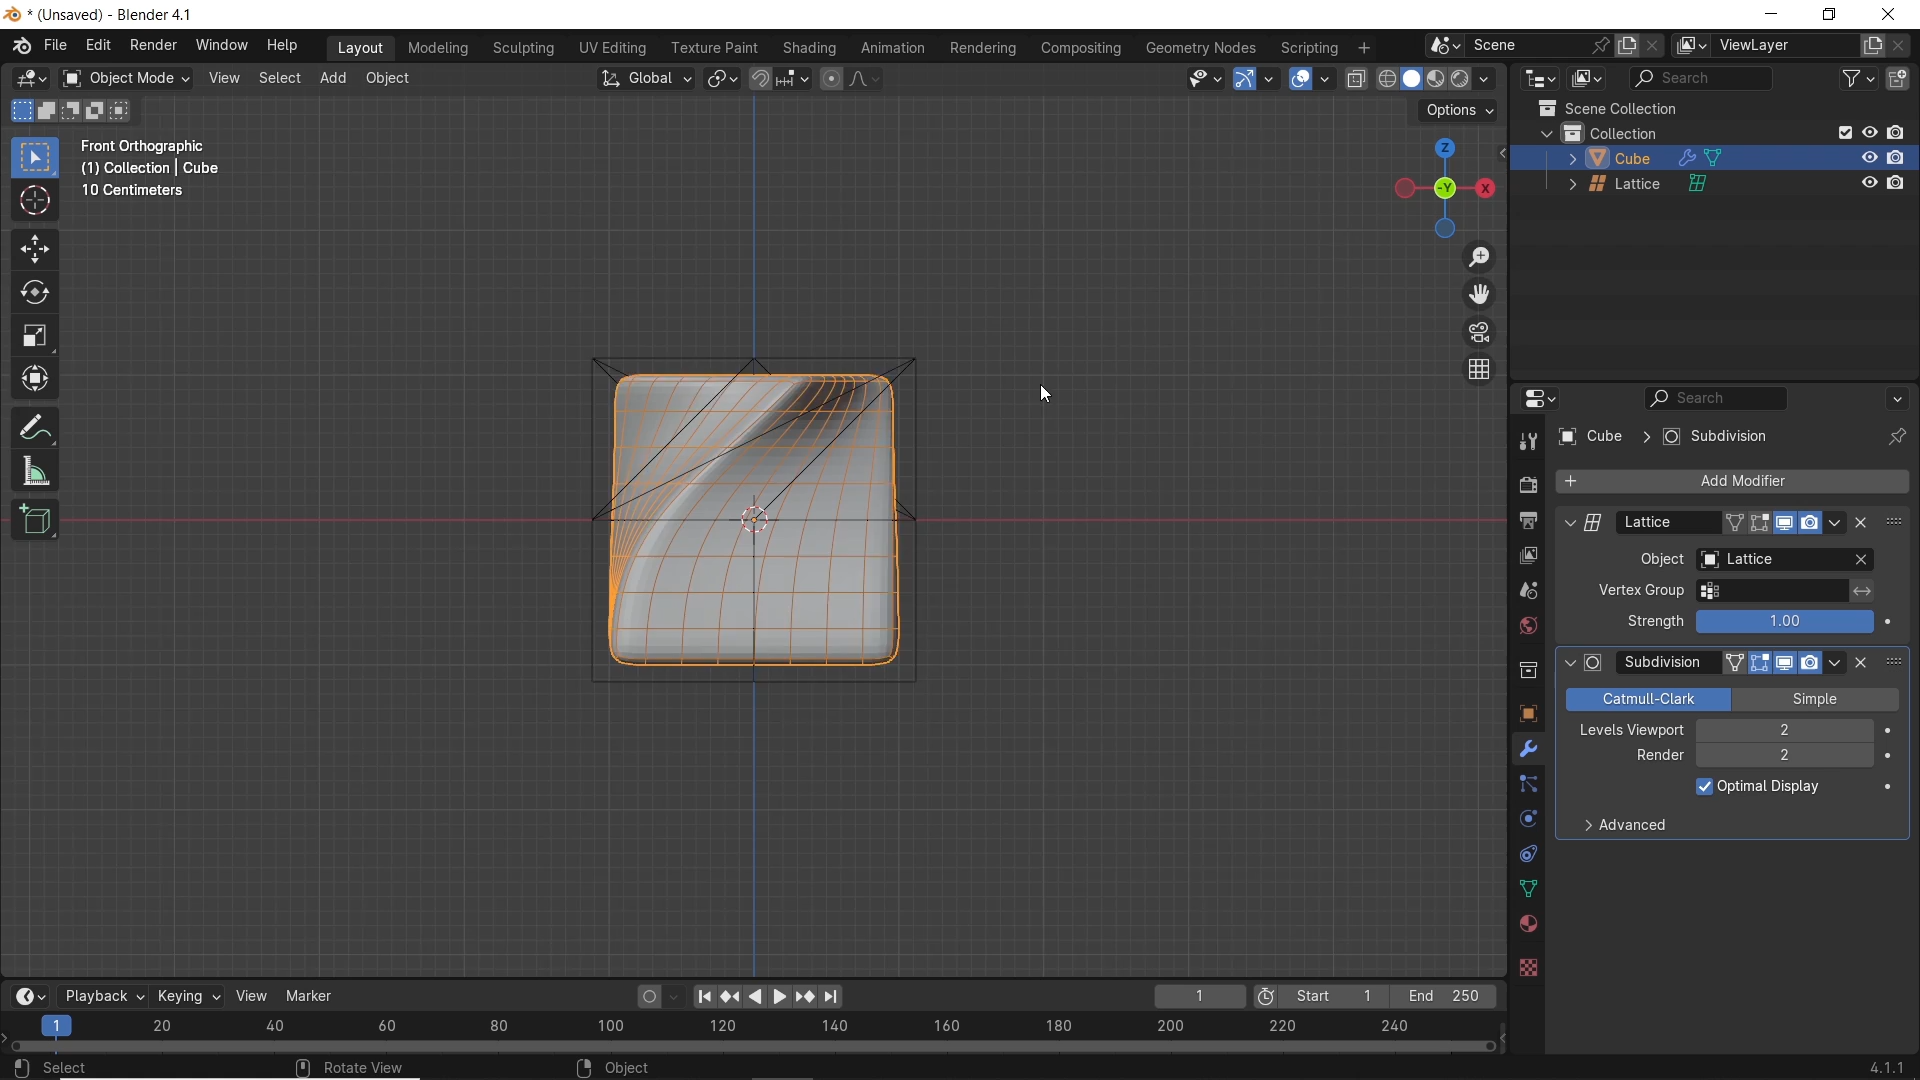 * (Unsaved) - Blender 4.1
File Edit Render Window Help Layout Modeling Sculpting UV Editing Texture Paint Shading Animation Rendering Compositing Geometry Nodes Scripting + Scene ViewLayer
Object Mode View Select Add Object Global Search
Options
Front Orthographic
(1) Collection | Cube
10 Centimeters
Z
-Y
X
Scene Collection
Collection
Cube
Lattice
Search
Cube > Subdivision
+ Add Modifier
Lattice
Object Lattice
Vertex Group
Strength 1.00
Subdivision
Catmull-Clark Simple
Levels Viewport 2
Render 2
Optimal Display
Advanced
Playback Keying View Marker 1 Start 1 End 250
1 20 40 60 80 100 120 140 160 180 200 220 240
Select Rotate View Object 4.1.1